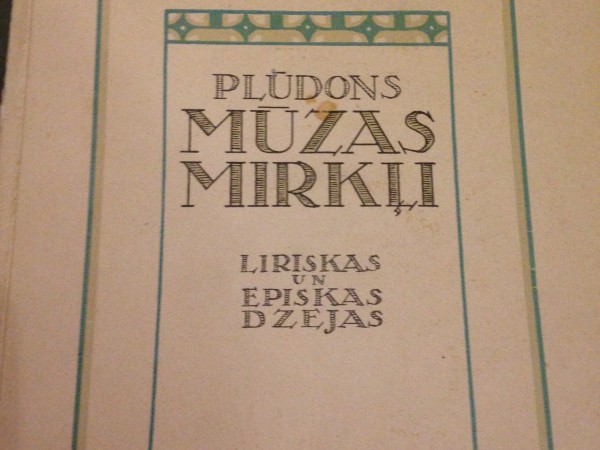 PLŪDONS
MŪZAS
MIRKĻI
LIRISKAS
UN
EPISKAS
DZEJAS